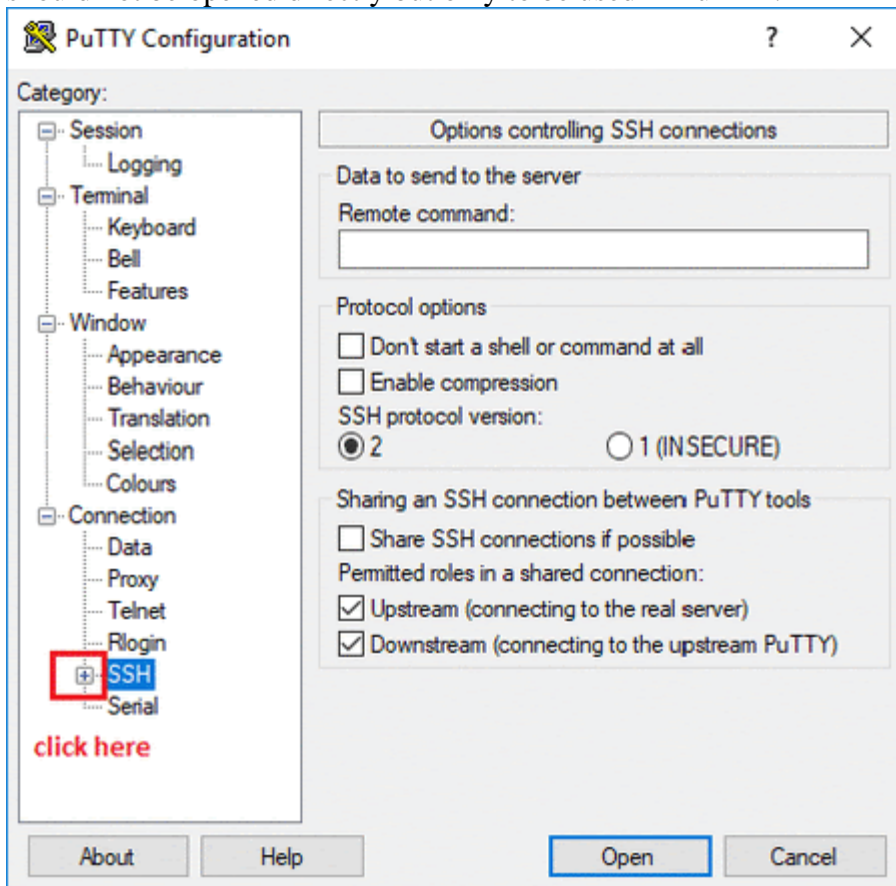 PuTTY Configuration
?
Category:
Session
Logging
Terminal
Keyboard
Bell
Features
Window
Appearance
Behaviour
Translation
Selection
Colours
Connection
Data
Proxy
Telnet
Rlogin
SSH
Serial
click here
Options controlling SSH connections
Data to send to the server
Remote command:
Protocol options
Don't start a shell or command at all
Enable compression
SSH protocol version:
2 1 (INSECURE)
Sharing an SSH connection between PuTTY tools
Share SSH connections if possible
Permitted roles in a shared connection:
Upstream (connecting to the real server)
Downstream (connecting to the upstream PuTTY)
About Help Open Cancel